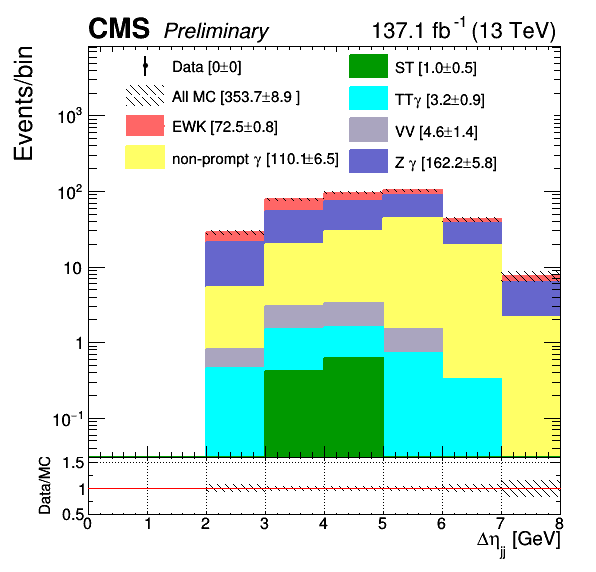 CMS Preliminary 137.1 fb⁻¹ (13 TeV)
Events/bin
Data [0±0]
All MC [353.7±8.9 ]
EWK [72.5±0.8]
non-prompt γ [110.1±6.5]
ST [1.0±0.5]
TTγ [3.2±0.9]
VV [4.6±1.4]
Z γ [162.2±5.8]
10³
10²
10
1
10⁻¹
Data/MC
1.5
1
0.5
0 1 2 3 4 5 6 7 8
Δη_jj [GeV]